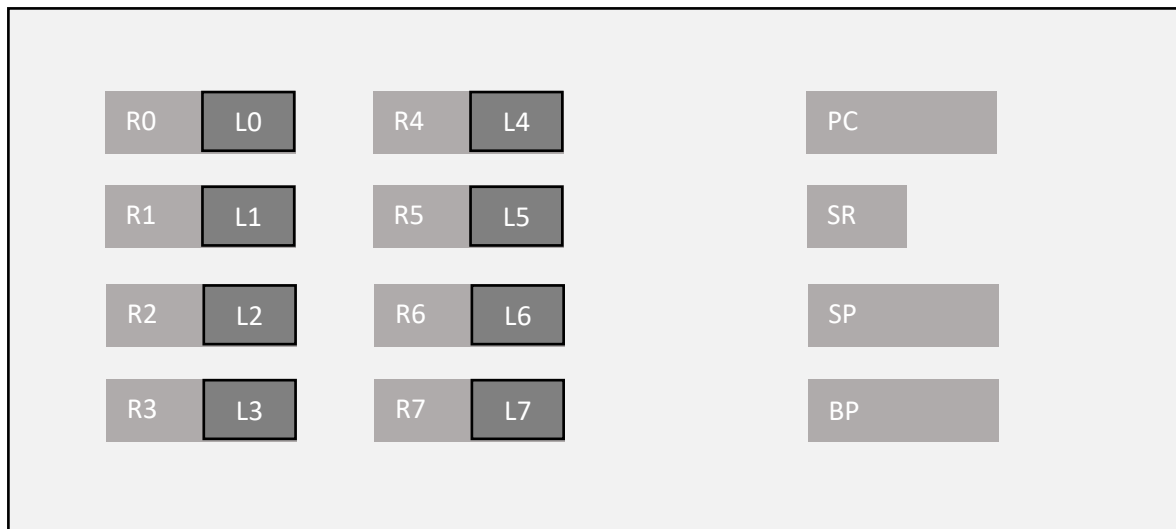 R0 L0 R4 L4 PC
R1 L1 R5 L5 SR
R2 L2 R6 L6 SP
R3 L3 R7 L7 BP